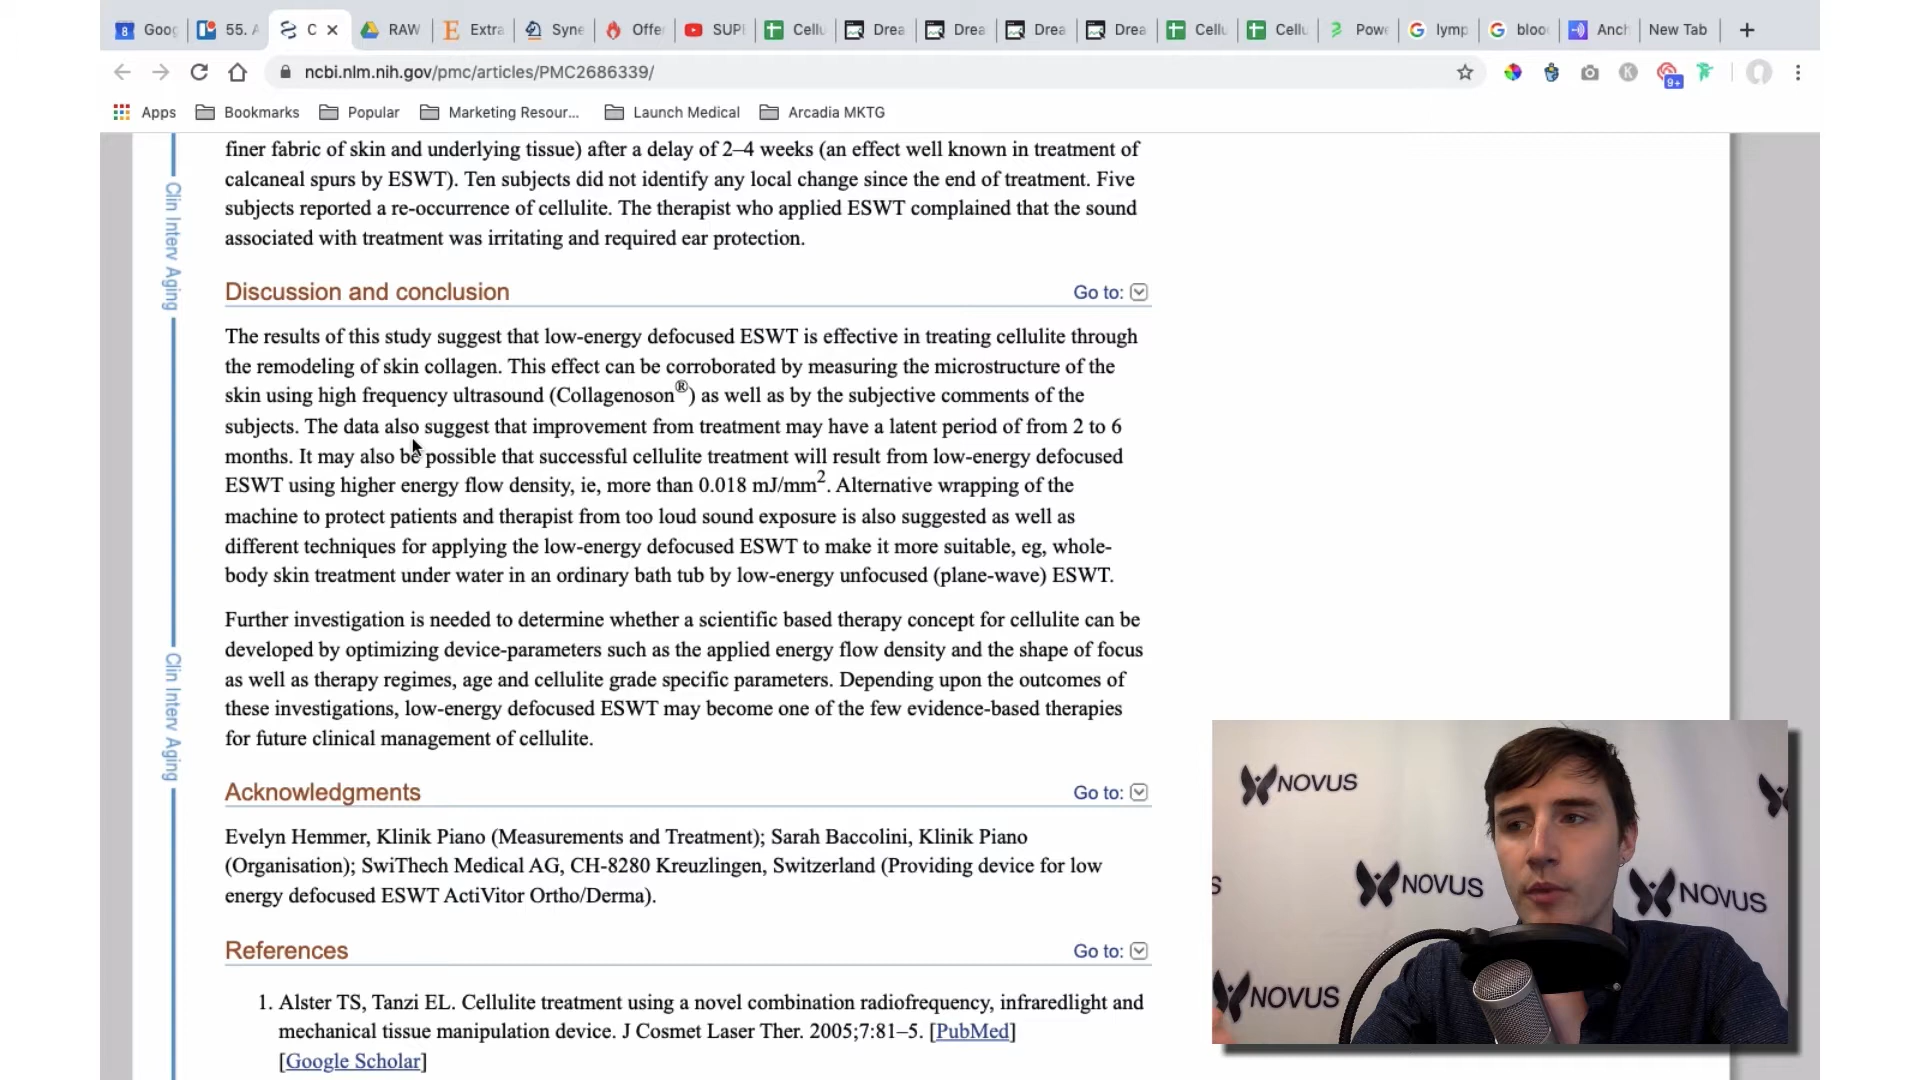 Goog
55. A
C
RAW
Extra
Syne
Offe
SUP
Cellu
Drea
Drea
Drea
Drea
Cellu
Cellu
Powe
lymp
bloo
Anch
New Tab
ncbi.nlm.nih.gov/pmc/articles/PMC2686339/
9+
Apps
Bookmarks
Popular
Marketing Resour...
Launch Medical
Arcadia MKTG
finer fabric of skin and underlying tissue) after a delay of 2–4 weeks (an effect well known in treatment of
calcaneal spurs by ESWT). Ten subjects did not identify any local change since the end of treatment. Five
subjects reported a re-occurrence of cellulite. The therapist who applied ESWT complained that the sound
associated with treatment was irritating and required ear protection.
Clin Interv Aging
Discussion and conclusion
Go to:
The results of this study suggest that low-energy defocused ESWT is effective in treating cellulite through
the remodeling of skin collagen. This effect can be corroborated by measuring the microstructure of the
skin using high frequency ultrasound (Collagenoson®) as well as by the subjective comments of the
subjects. The data also suggest that improvement from treatment may have a latent period of from 2 to 6
months. It may also be possible that successful cellulite treatment will result from low-energy defocused
ESWT using higher energy flow density, ie, more than 0.018 mJ/mm2. Alternative wrapping of the
machine to protect patients and therapist from too loud sound exposure is also suggested as well as
different techniques for applying the low-energy defocused ESWT to make it more suitable, eg, whole-
body skin treatment under water in an ordinary bath tub by low-energy unfocused (plane-wave) ESWT.
Further investigation is needed to determine whether a scientific based therapy concept for cellulite can be
developed by optimizing device-parameters such as the applied energy flow density and the shape of focus
as well as therapy regimes, age and cellulite grade specific parameters. Depending upon the outcomes of
these investigations, low-energy defocused ESWT may become one of the few evidence-based therapies
for future clinical management of cellulite.
Clin Interv Aging
Acknowledgments
Go to:
Evelyn Hemmer, Klinik Piano (Measurements and Treatment); Sarah Baccolini, Klinik Piano
(Organisation); SwiThech Medical AG, CH-8280 Kreuzlingen, Switzerland (Providing device for low
energy defocused ESWT ActiVitor Ortho/Derma).
References
Go to:
1. Alster TS, Tanzi EL. Cellulite treatment using a novel combination radiofrequency, infraredlight and
mechanical tissue manipulation device. J Cosmet Laser Ther. 2005;7:81–5. [PubMed]
[Google Scholar]
NOVUS
S
NOVUS
NOVUS
NOVUS